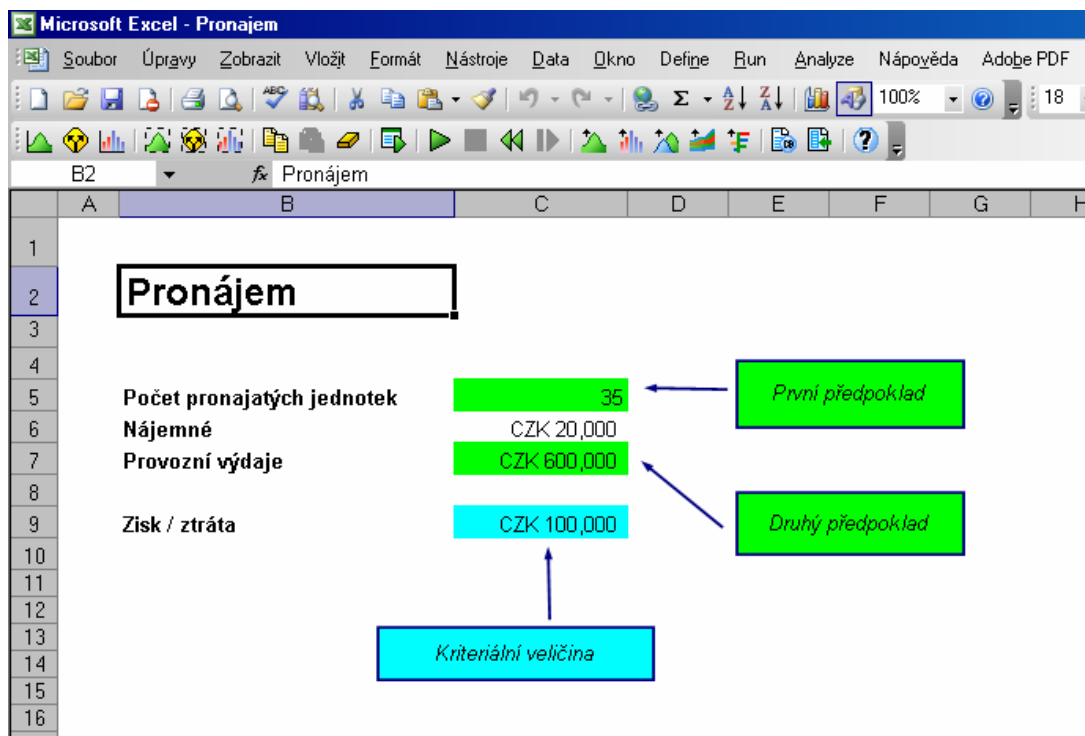 Microsoft Excel - Pronajem
Soubor Úpravy Zobrazit Vložit Formát Nástroje Data Okno Define Run Analyze Nápověda Adobe PDF
100% 18
B2 fx Pronájem
A B C D E F G H
1
2 Pronájem
3
4
5 Počet pronajatých jednotek 35 První předpoklad
6 Nájemné CZK 20,000
7 Provozní výdaje CZK 600,000
8
9 Zisk / ztráta CZK 100,000 Druhý předpoklad
10
11
12
13
Kriteriální veličina
14
15
16